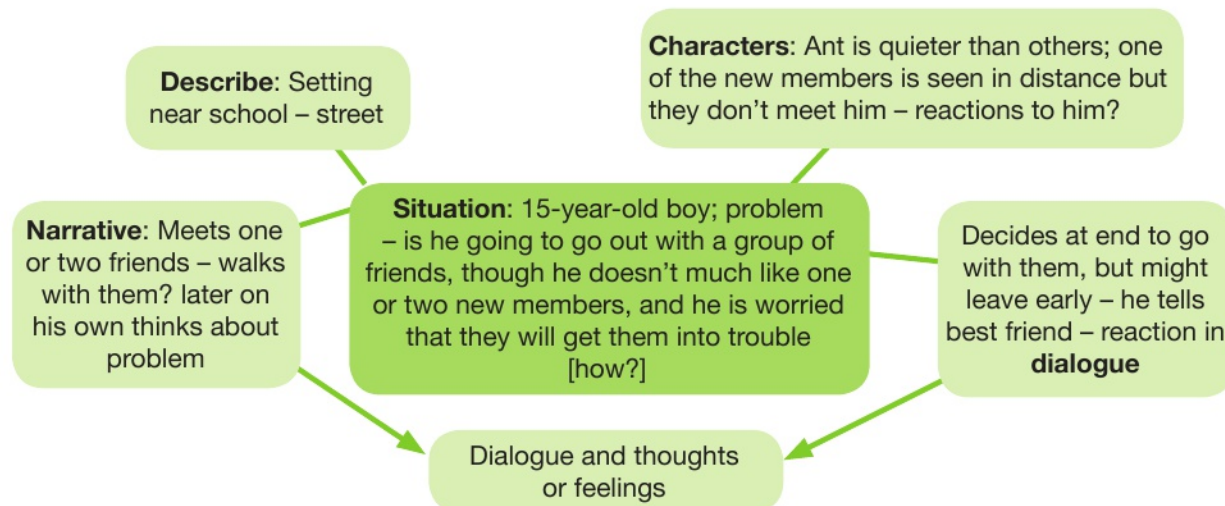 Describe: Setting
near school – street
Characters: Ant is quieter than others; one
of the new members is seen in distance but
they don’t meet him – reactions to him?
Narrative: Meets one
or two friends – walks
with them? later on
his own thinks about
problem
Situation: 15-year-old boy; problem
– is he going to go out with a group of
friends, though he doesn’t much like one
or two new members, and he is worried
that they will get them into trouble
[how?]
Decides at end to go
with them, but might
leave early – he tells
best friend – reaction in
dialogue
Dialogue and thoughts
or feelings